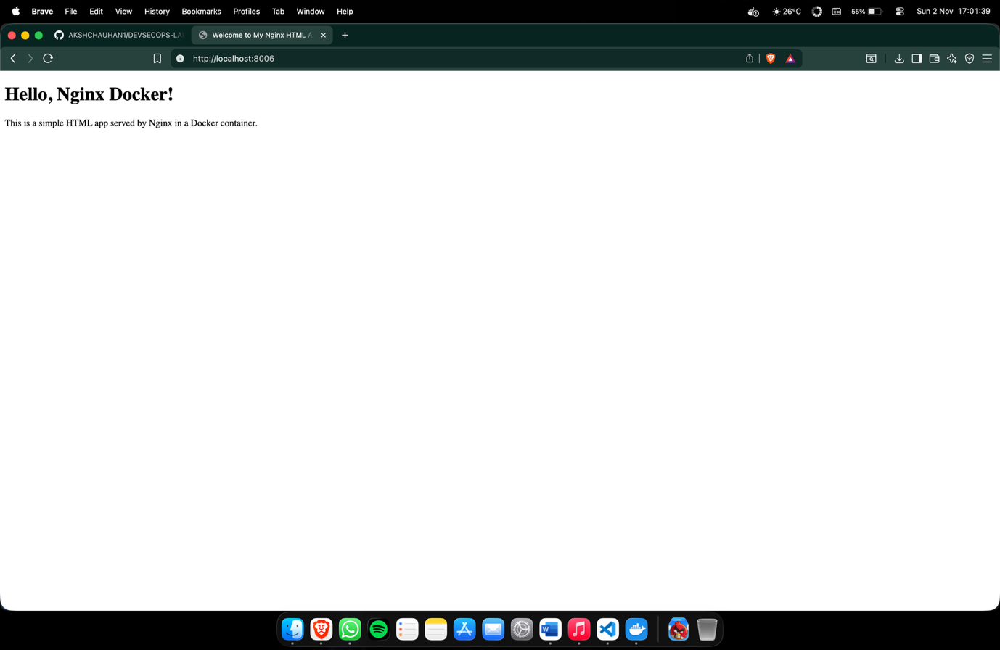 Brave File Edit View History Bookmarks Profiles Tab Window Help 26°C 55% Sun 2 Nov 17:01:39
AKSHCHAUHAN1/DEVSECOPS-LA Welcome to My Nginx HTML A
http://localhost:8006
Hello, Nginx Docker!
This is a simple HTML app served by Nginx in a Docker container.